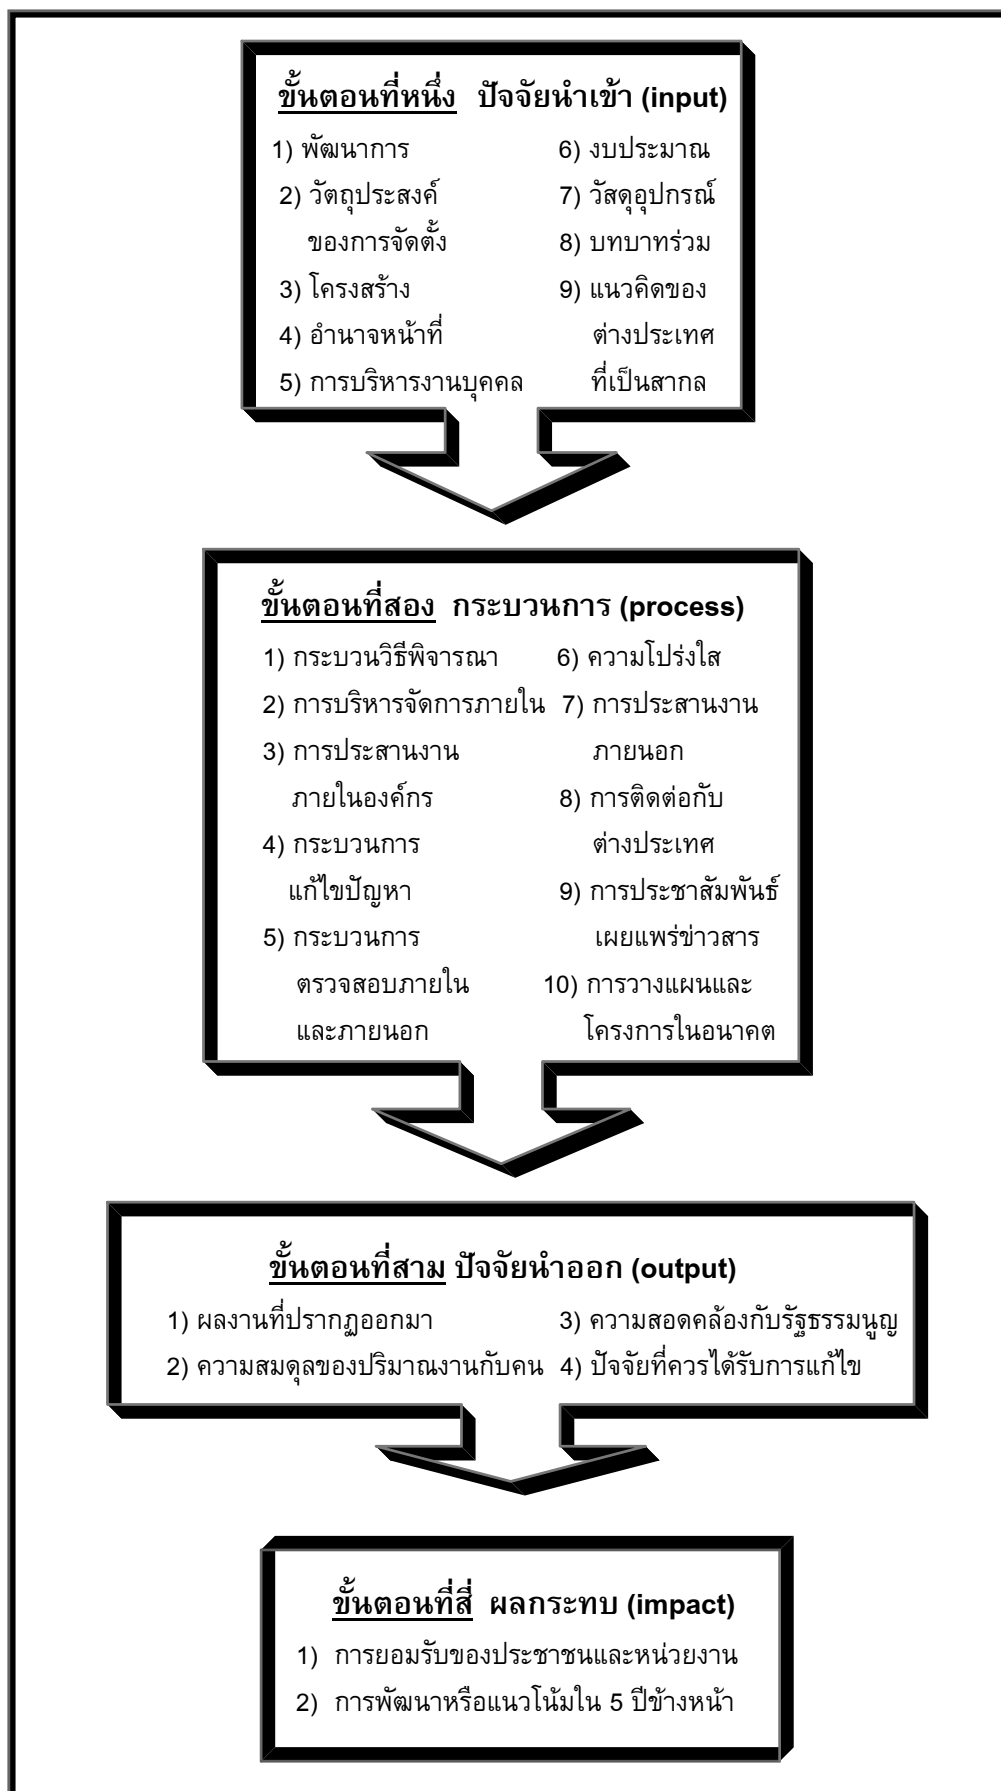 ขั้นตอนที่หนึ่ง ปัจจัยนำเข้า (input)
1) พัฒนาการ
2) วัตถุประสงค์
ของการจัดตั้ง
3) โครงสร้าง
4) อำนาจหน้าที่
5) การบริหารงานบุคคล
6) งบประมาณ
7) วัสดุอุปกรณ์
8) บทบาทร่วม
9) แนวคิดของ
ต่างประเทศ
ที่เป็นสากล
ขั้นตอนที่สอง กระบวนการ (process)
1) กระบวนวิธีพิจารณา
2) การบริหารจัดการภายใน
3) การประสานงาน
ภายในองค์กร
4) กระบวนการ
แก้ไขปัญหา
5) กระบวนการ
ตรวจสอบภายใน
และภายนอก
6) ความโปร่งใส
7) การประสานงาน
ภายนอก
8) การติดต่อกับ
ต่างประเทศ
9) การประชาสัมพันธ์
เผยแพร่ข่าวสาร
10) การวางแผนและ
โครงการในอนาคต
ขั้นตอนที่สาม ปัจจัยนำออก (output)
1) ผลงานที่ปรากฏออกมา
2) ความสมดุลของปริมาณงานกับคน
3) ความสอดคล้องกับรัฐธรรมนูญ
4) ปัจจัยที่ควรได้รับการแก้ไข
ขั้นตอนที่สี่ ผลกระทบ (impact)
1) การยอมรับของประชาชนและหน่วยงาน
2) การพัฒนาหรือแนวโน้มใน 5 ปีข้างหน้า